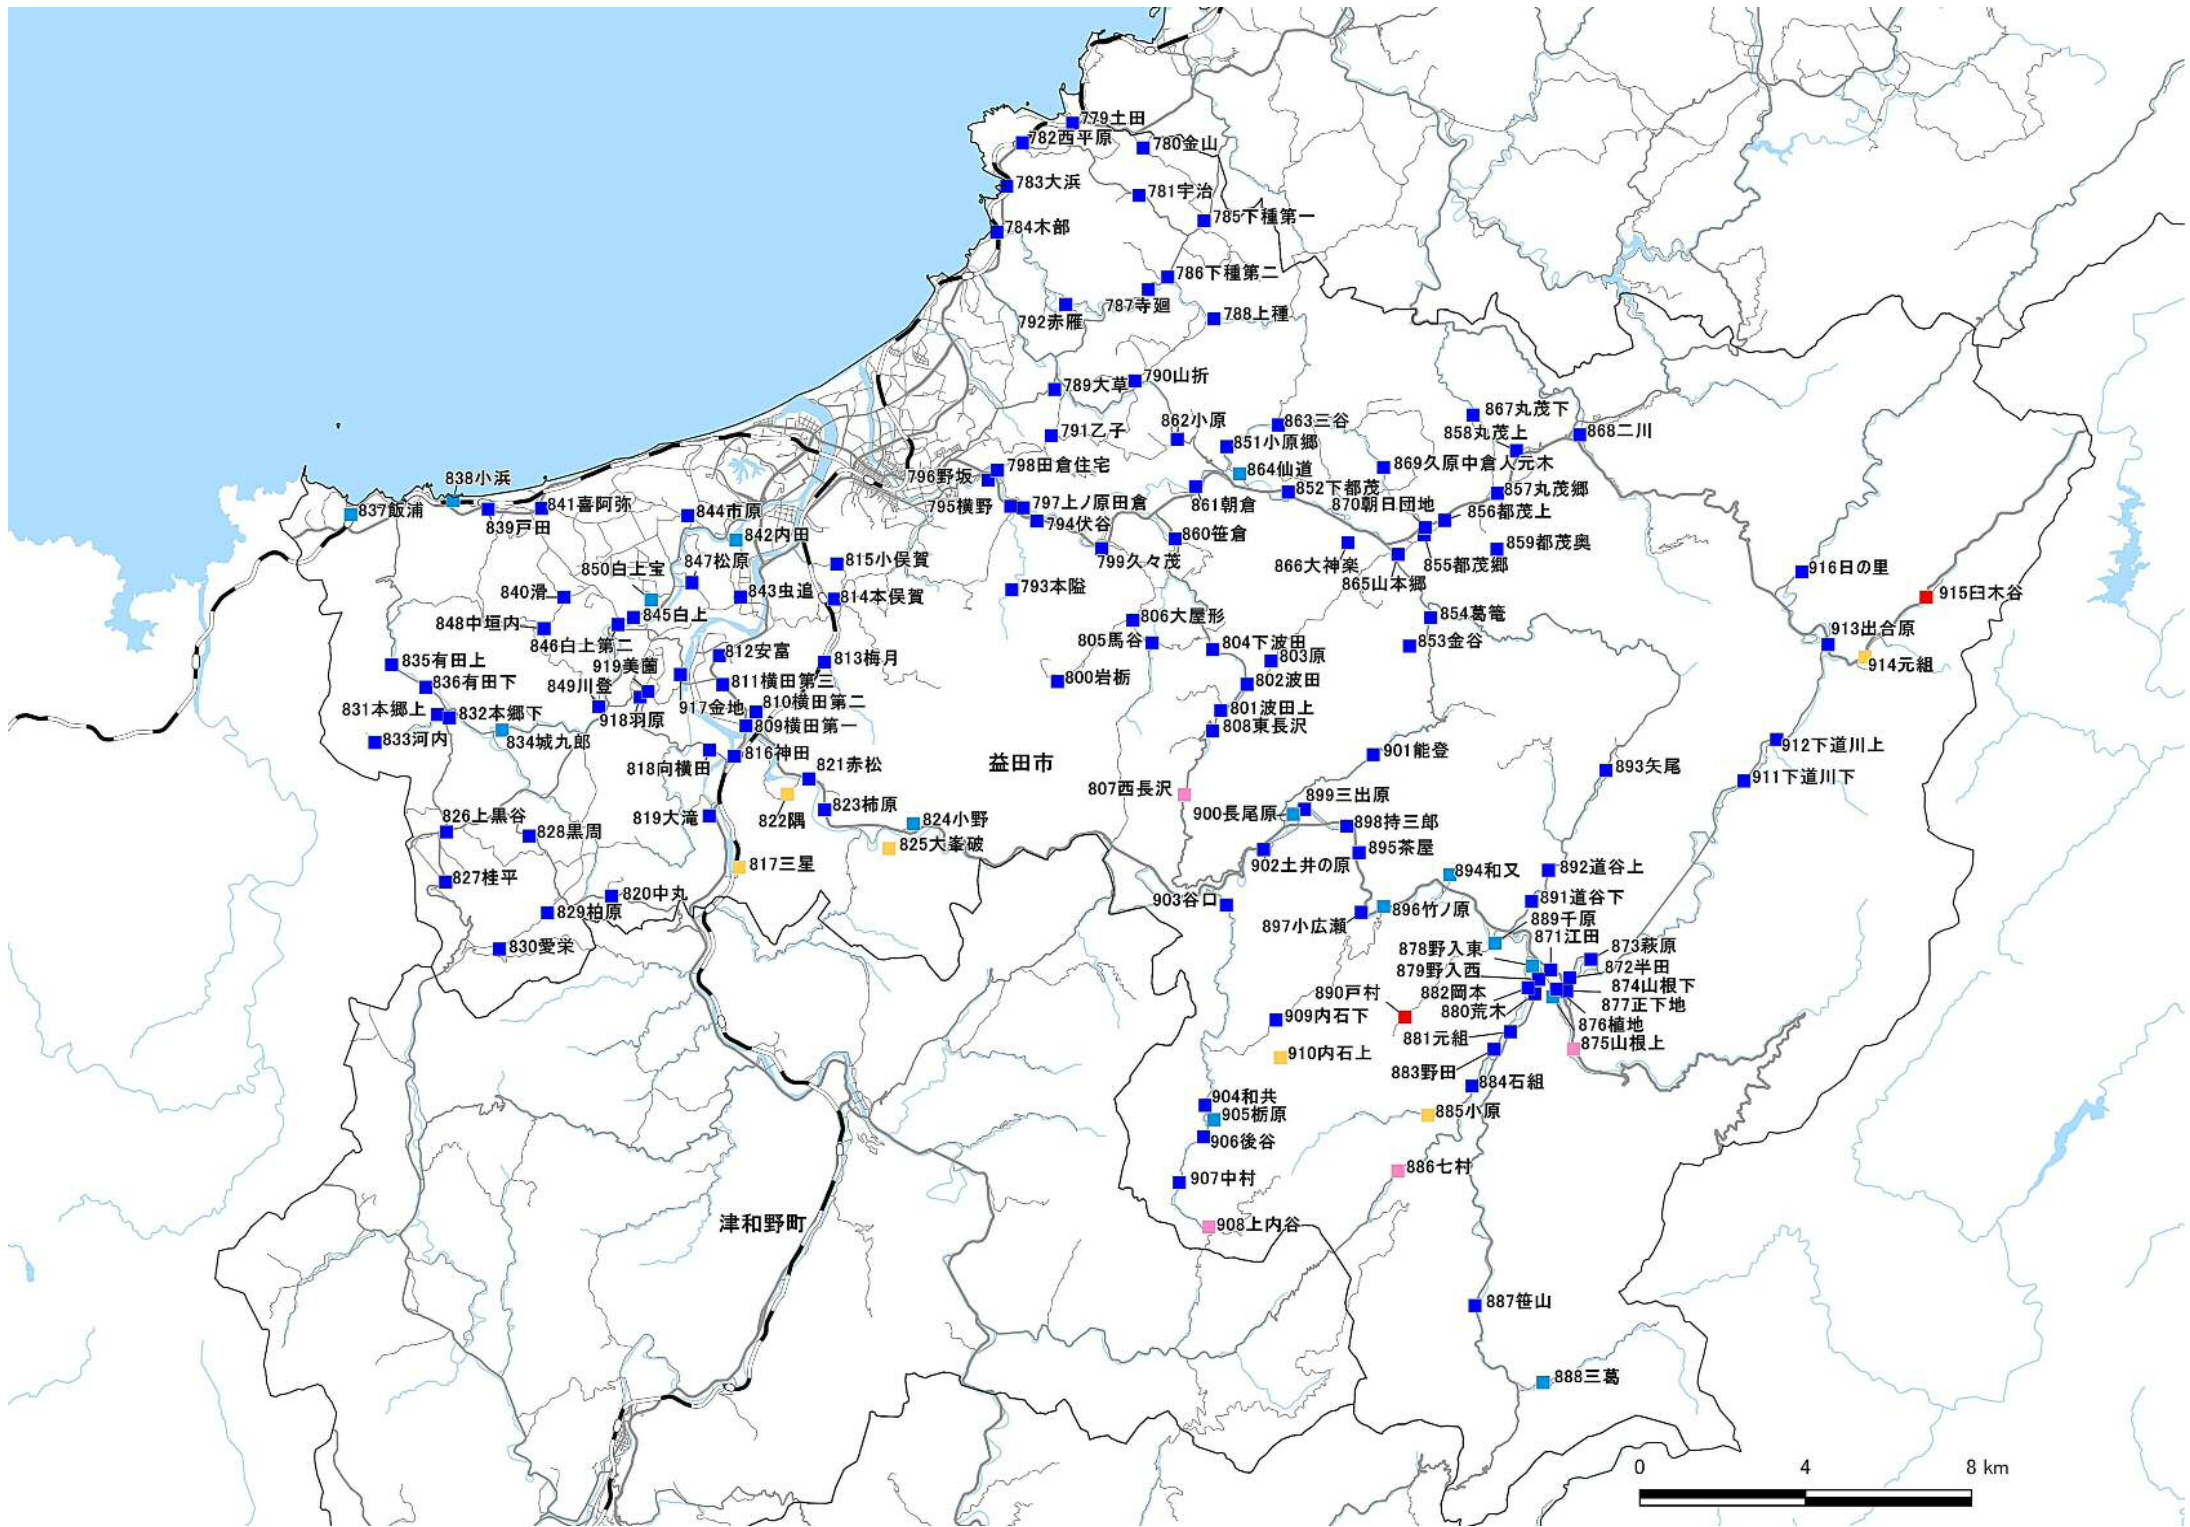 779土田
782西平原
780金山
783大浜
781宇治
785下種第一
784木部
786下種第二
787寺廻
792赤雁
788上種
790山折
789大草
867丸茂下
862小原
863三谷
791乙子
858丸茂上
868二川
851小原郷
798田倉住宅
796野坂
864仙道
869久原中倉人元木
838小浜
852下都茂
857丸茂郷
795横野
797上ノ原田倉
861朝倉
870朝日団地
837飯浦
841喜阿弥
844市原
856都茂上
839戸田
794伏谷
842内田
860笹倉
859都茂奥
799久々茂
847松原
815小俣賀
866大神楽
855都茂郷
850白上宝
865山本郷
916日の里
840滑
843虫追
793本隘
915臼木谷
814本俣賀
848中垣内
845白上
806大屋形
854葛篭
846白上第二
805馬谷
804下波田
853金谷
913出合原
812安富
813梅月
803原
914元組
835有田上
919美薗
800岩栃
802波田
836有田下
849川登
811横田第三
917金地
810横田第二
801波田上
831本郷上
832本郷下
918羽原
809横田第一
808東長沢
833河内
834城九郎
816神田
901能登
912下道川上
益田市
818向横田
821赤松
893矢尾
911下道川下
807西長沢
899三出原
826上黒谷
828黒周
819大滝
822隅
823柿原
824小野
900長尾原
898持三郎
825大峯破
895茶屋
817三星
902土井の原
894和又
892道谷上
827桂平
820中丸
903谷口
896竹ノ原
891道谷下
829柏原
897小広瀬
889千原
830愛栄
878野入東
871江田
873萩原
879野入西
872半田
890戸村
882岡本
874山根下
880荒木
877正下地
909内石下
876植地
881元組
875山根上
910内石上
883野田
884石組
904和共
905栃原
885小原
906後谷
886七村
907中村
津和野町
908上内谷
887笹山
888三葛
0 4 8 km